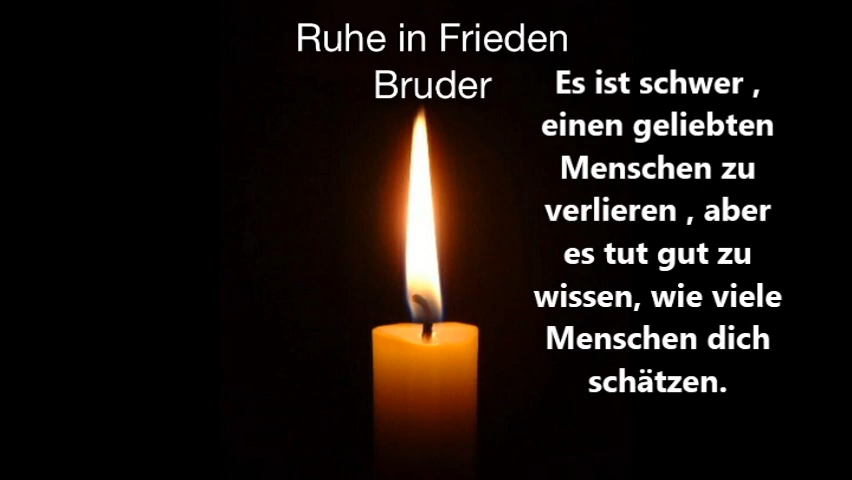 Ruhe in Frieden
Bruder
Es ist schwer ,
einen geliebten
Menschen zu
verlieren , aber
es tut gut zu
wissen, wie viele
Menschen dich
schätzen.